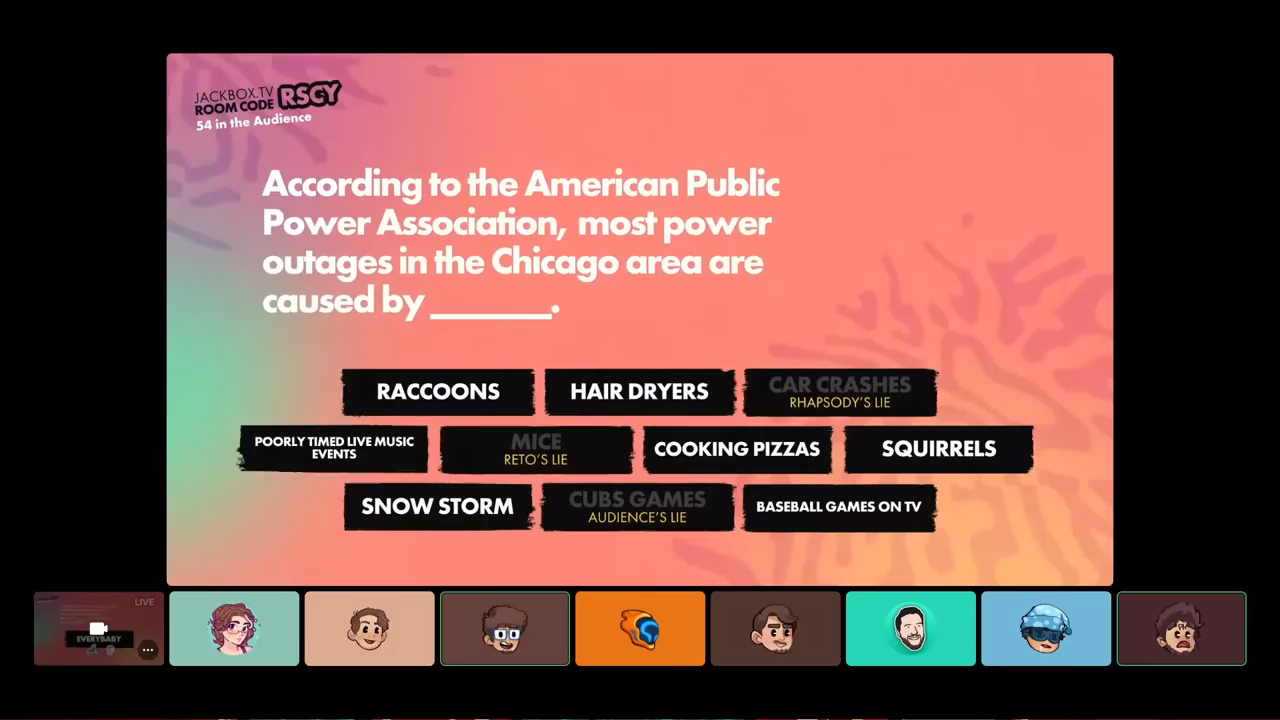 JACKBOX.TV
ROOM CODE RSCY
54 in the Audience
According to the American Public
Power Association, most power
outages in the Chicago area are
caused by _______.
RACCOONS
HAIR DRYERS
CAR CRASHES
RHAPSODY'S LIE
POORLY TIMED LIVE MUSIC
EVENTS
MICE
RETO'S LIE
COOKING PIZZAS
SQUIRRELS
SNOW STORM
CUBS GAMES
AUDIENCE'S LIE
BASEBALL GAMES ON TV
LIVE
EVERYBABY